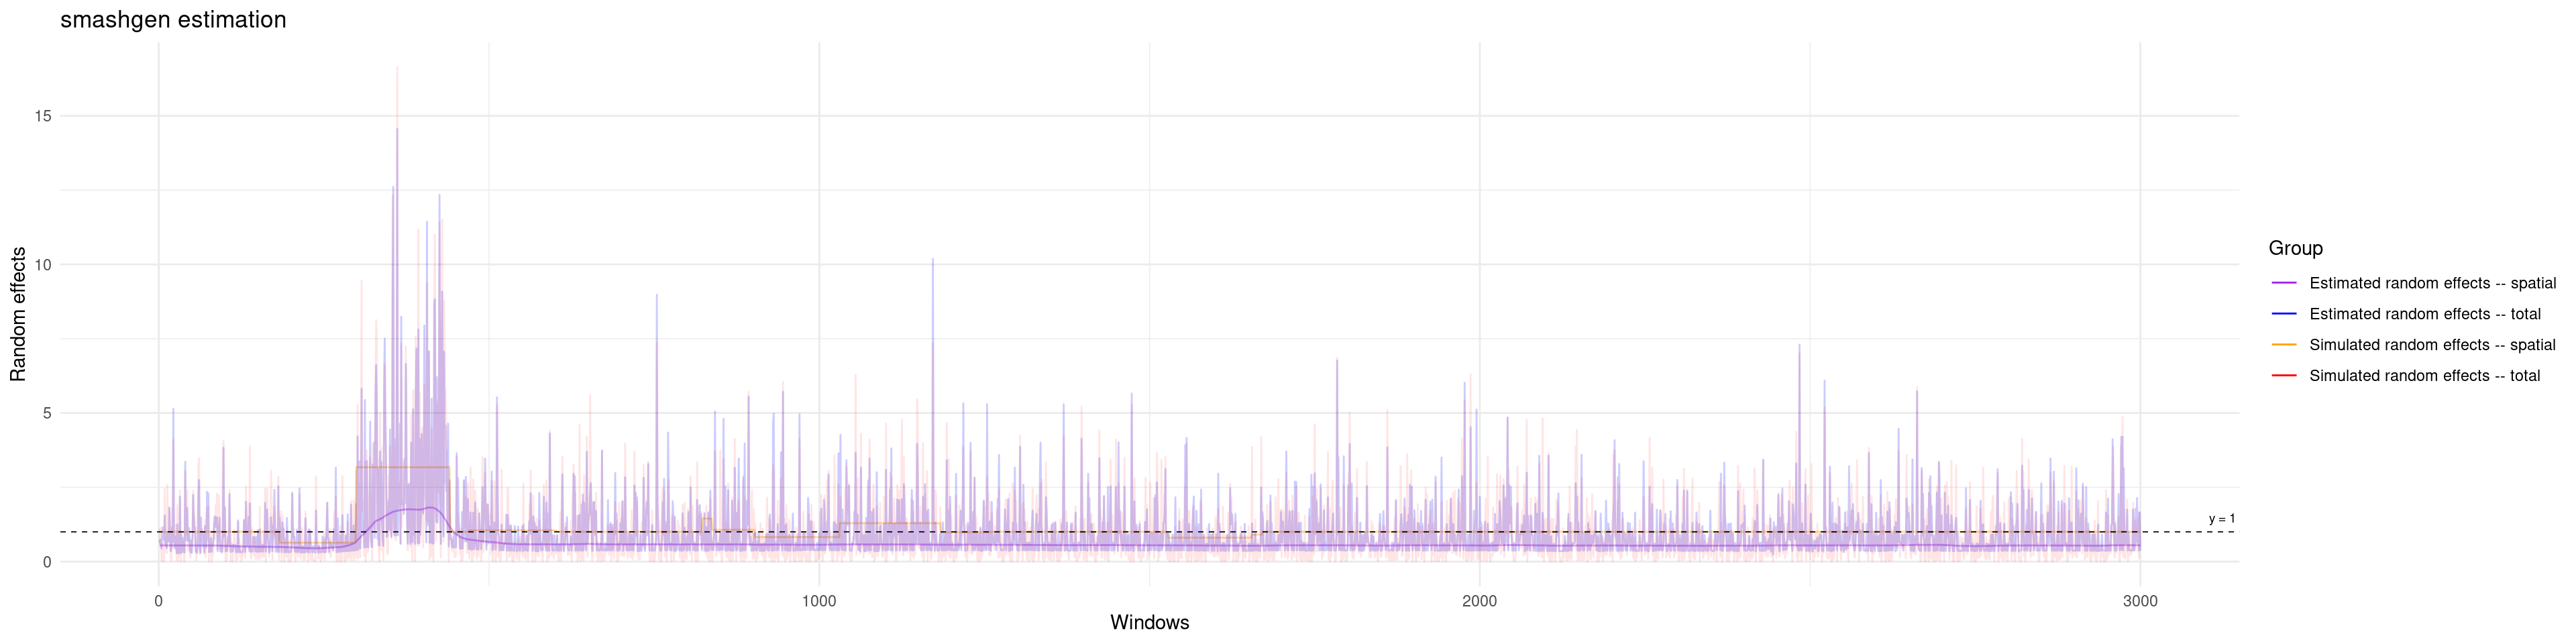 smashgen estimation
Random effects
15
10
5
0
y = 1
0
1000
2000
3000
Windows
Group
Estimated random effects -- spatial
Estimated random effects -- total
Simulated random effects -- spatial
Simulated random effects -- total